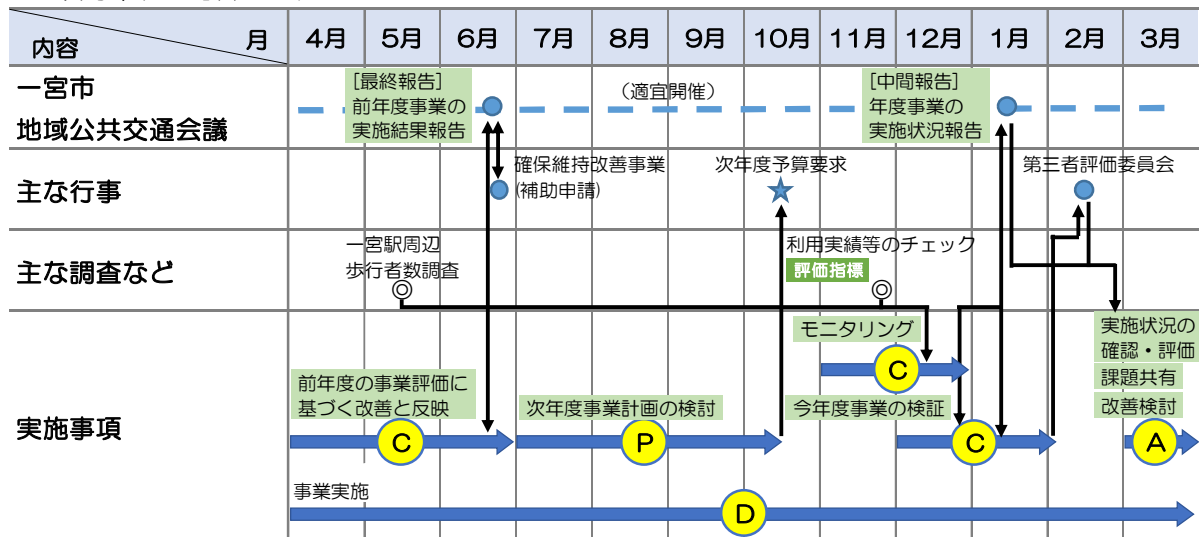 月
内容
4月 5月 6月 7月 8月 9月 10月 11月 12月 1月 2月 3月
一宮市
地域公共交通会議
[最終報告]
前年度事業の
実施結果報告
(適宜開催)
[中間報告]
年度事業の
実施状況報告
主な行事
確保維持改善事業
(補助申請)
次年度予算要求
第三者評価委員会
主な調査など
一宮駅周辺
歩行者数調査
利用実績等のチェック
評価指標
実施事項
モニタリング
C
実施状況の
確認・評価
課題共有
改善検討
前年度の事業評価に
基づく改善と反映
次年度事業計画の検討
今年度事業の検証
C
P
C
A
事業実施
D